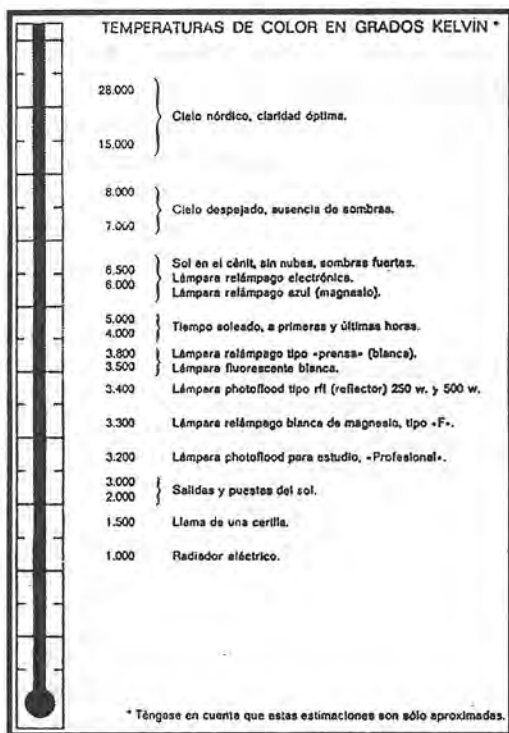 TEMPERATURAS DE COLOR EN GRADOS KELVIN *
28.000
Cielo nórdico, claridad óptima.
15.000
8.000
Cielo despejado, ausencia de sombras.
7.000
Sol en el cénit, sin nubes, sombras fuertes.
6.500 Lámpara relámpago electrónica.
6.000 Lámpara relámpago azul (magnesio).
5.000
Tiempo soleado, a primeras y últimas horas.
4.000
3.800 Lámpara relámpago tipo «prensa» (blanca).
3.500 Lámpara fluorescente blanca.
3.400 Lámpara photoflood tipo rfl (reflector) 250 w. y 500 w.
3.300 Lámpara relámpago blanca de magnesio, tipo «F».
3.200 Lámpara photoflood para estudio, «Profesional».
3.000
Salidas y puestas del sol.
2.000
1.500 Llama de una cerilla.
1.000 Radiador eléctrico.
* Téngase en cuenta que estas estimaciones son sólo aproximadas.